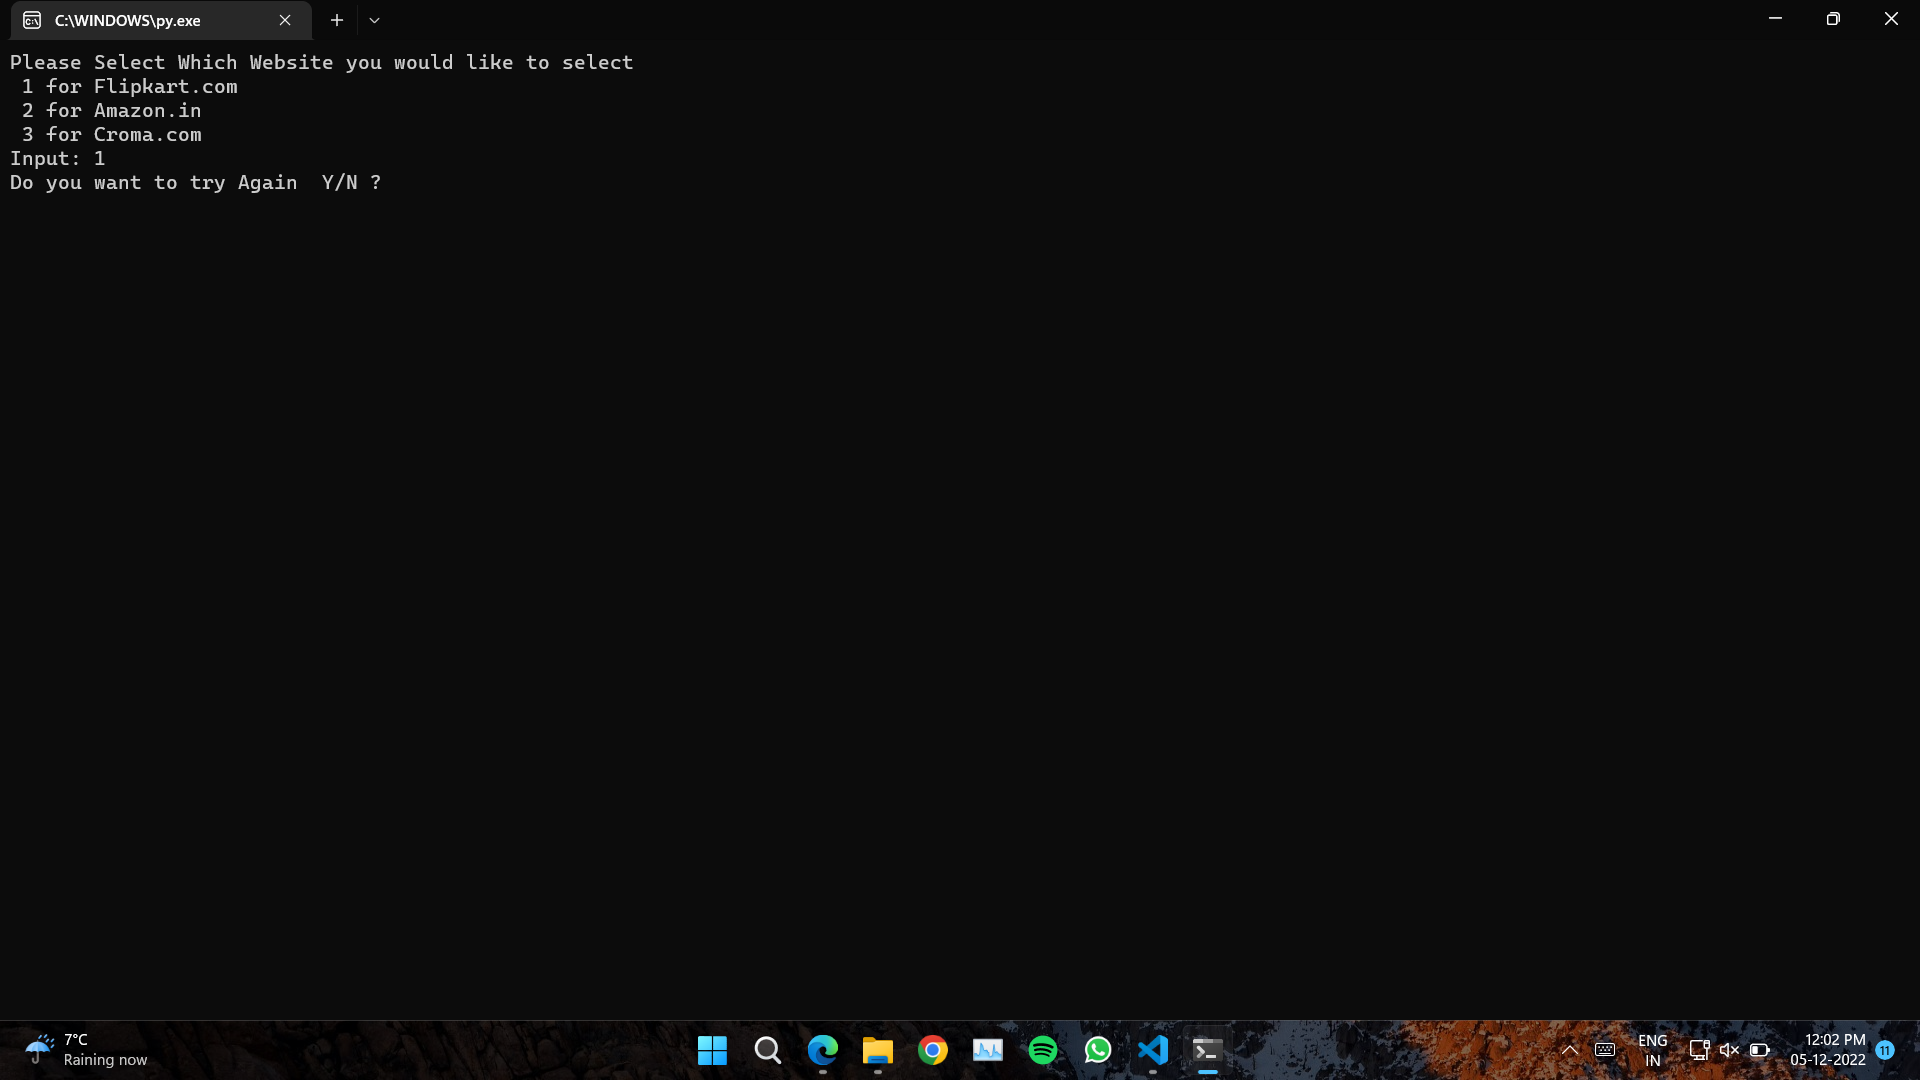 C:\WINDOWS\py.exe
Please Select Which Website you would like to select
 1 for Flipkart.com
 2 for Amazon.in
 3 for Croma.com
Input: 1
Do you want to try Again  Y/N ?
7°C
Raining now
ENG
IN
12:02 PM
05-12-2022
11